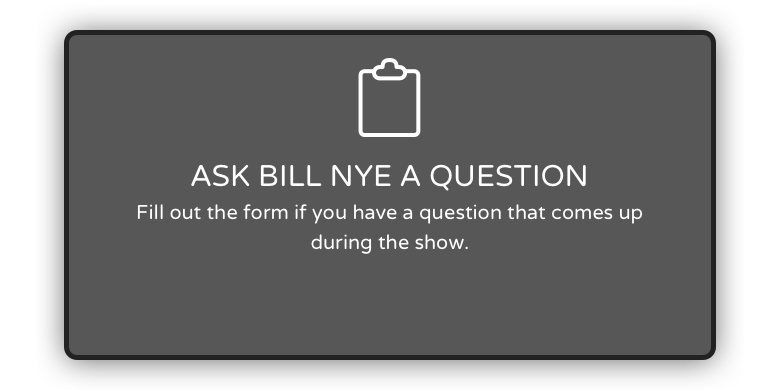 ASK BILL NYE A QUESTION
Fill out the form if you have a question that comes up
during the show.